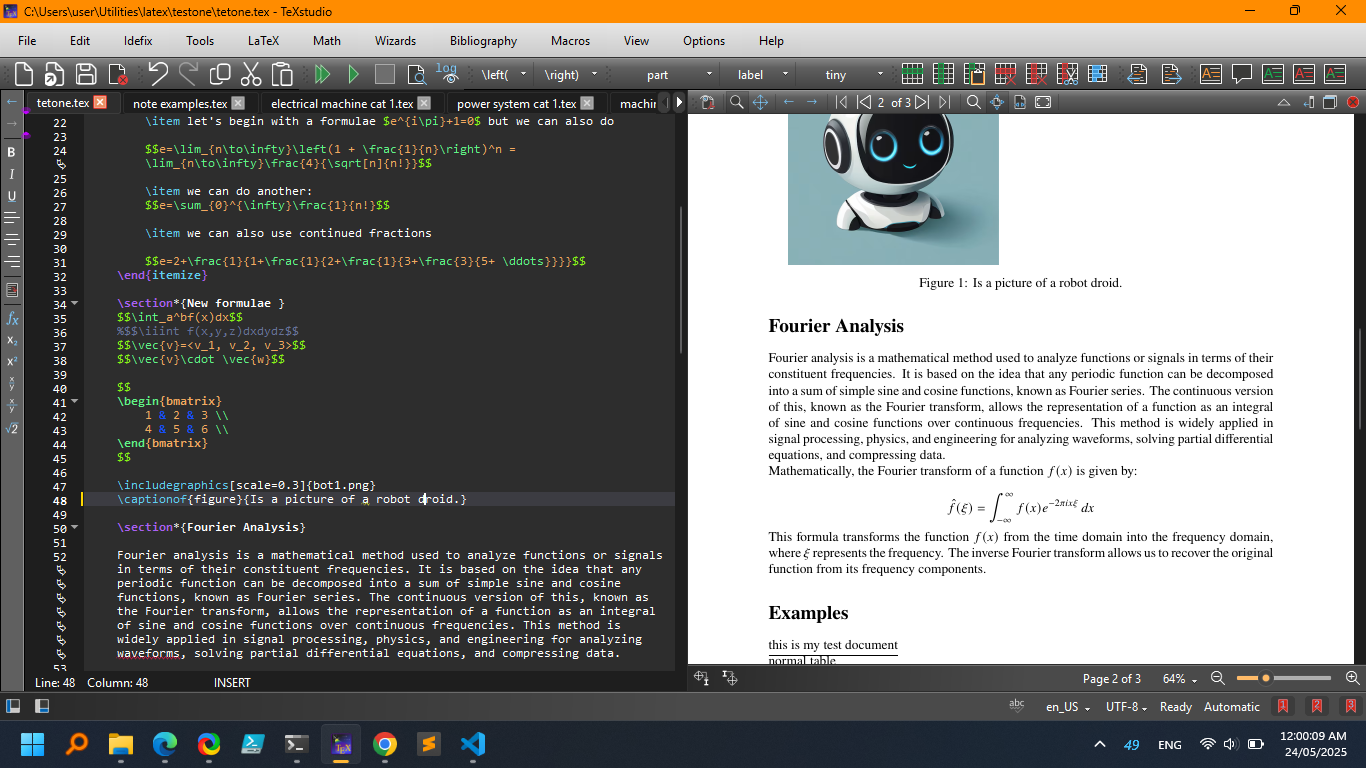 C:\Users\user\Utilities\latex\testone\tetone.tex - TeXstudio
File Edit Idefix Tools LaTeX Math Wizards Bibliography Macros View Options Help
log \left( \right) part label tiny
tetone.tex note examples.tex electrical machine cat 1.tex power system cat 1.tex machin 2 of 3
22 \item let's begin with a formulae $e^{i\pi}+1=0$ but we can also do
23
24 $$e=\lim_{n\to\infty}\left(1 + \frac{1}{n}\right)^n =
\lim_{n\to\infty}\frac{4}{\sqrt[n]{n!}}$$
25
26 \item we can do another:
27 $$e=\sum_{0}^{\infty}\frac{1}{n!}$$
28
29 \item we can also use continued fractions
30
31 $$e=2+\frac{1}{1+\frac{1}{2+\frac{1}{3+\frac{3}{5+ \ddots}}}}$$
32 \end{itemize}
33
34 \section*{New formulae }
35 $$\int_a^bf(x)dx$$
36 %$$\iiint f(x,y,z)dxdydz$$
37 $$\vec{v}=<v_1, v_2, v_3>$$
38 $$\vec{v}\cdot \vec{w}$$
39
40 $$
41 \begin{bmatrix}
42 1 & 2 & 3 \\
43 4 & 5 & 6 \\
44 \end{bmatrix}
45 $$
46
47 \includegraphics[scale=0.3]{bot1.png}
48 \captionof{figure}{Is a picture of a robot droid.}
49
50 \section*{Fourier Analysis}
51
52 Fourier analysis is a mathematical method used to analyze functions or signals
in terms of their constituent frequencies. It is based on the idea that any
periodic function can be decomposed into a sum of simple sine and cosine
functions, known as Fourier series. The continuous version of this, known as
the Fourier transform, allows the representation of a function as an integral
of sine and cosine functions over continuous frequencies. This method is
widely applied in signal processing, physics, and engineering for analyzing
waveforms, solving partial differential equations, and compressing data.
53
B
I
U
fx
x₂
x²
x/y
x/y
√2
Figure 1: Is a picture of a robot droid.
Fourier Analysis
Fourier analysis is a mathematical method used to analyze functions or signals in terms of their
constituent frequencies. It is based on the idea that any periodic function can be decomposed
into a sum of simple sine and cosine functions, known as Fourier series. The continuous version
of this, known as the Fourier transform, allows the representation of a function as an integral
of sine and cosine functions over continuous frequencies. This method is widely applied in
signal processing, physics, and engineering for analyzing waveforms, solving partial differential
equations, and compressing data.
Mathematically, the Fourier transform of a function f(x) is given by:
f̂(ξ) = ∫_{-∞}^{∞} f(x)e^{-2πixξ} dx
This formula transforms the function f(x) from the time domain into the frequency domain,
where ξ represents the frequency. The inverse Fourier transform allows us to recover the original
function from its frequency components.
Examples
this is my test document
normal table
Line: 48 Column: 48 INSERT
Page 2 of 3 64%
abc en_US UTF-8 Ready Automatic 1 2 3
TEX 49 ENG 12:00:09 AM
24/05/2025